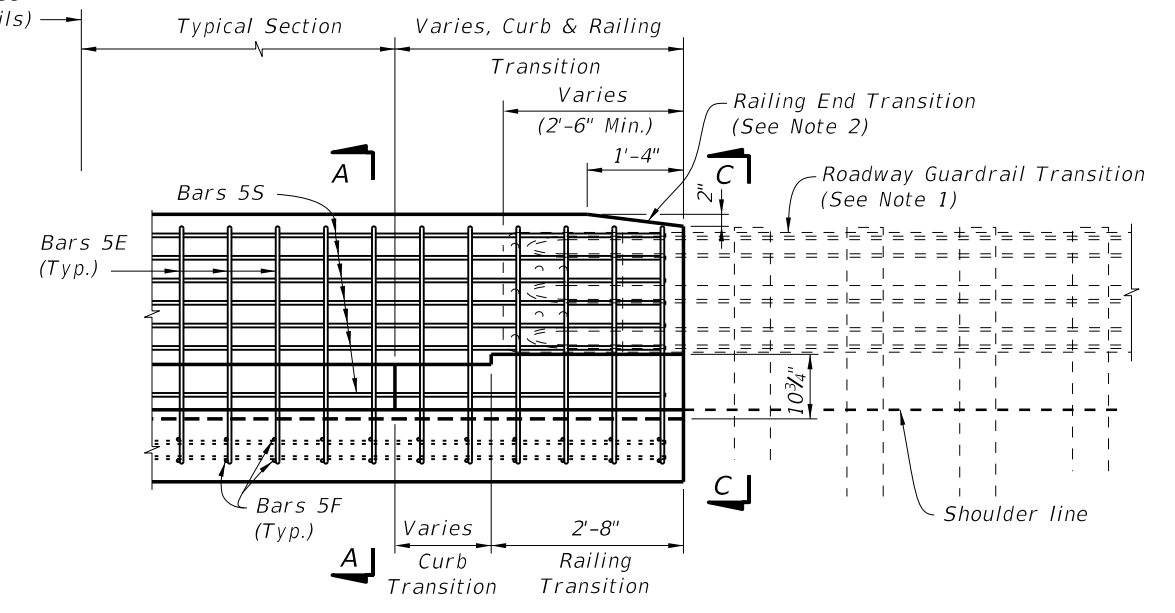 ils)
Typical Section
Varies, Curb & Railing
Transition
Varies
(2'-6" Min.)
1'-4"
Railing End Transition
(See Note 2)
A
C
2"
Roadway Guardrail Transition
(See Note 1)
Bars 5S
Bars 5E
(Typ.)
10¾"
Bars 5F
(Typ.)
C
Shoulder line
Varies
2'-8"
A
Curb
Transition
Railing
Transition